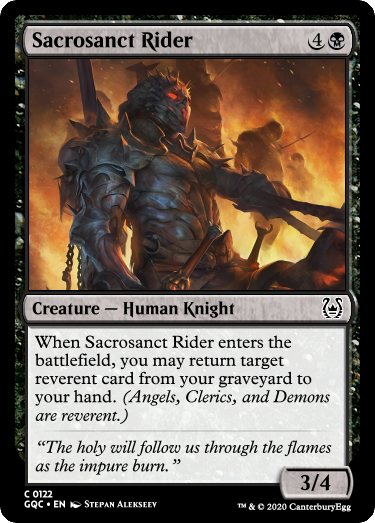 Sacrosanct Rider 4
Creature — Human Knight
When Sacrosanct Rider enters the
battlefield, you may return target
reverent card from your graveyard to
your hand. (Angels, Clerics, and Demons
are reverent.)
“The holy will follow us through the flames
as the impure burn.”
3/4
C 0122
GQC • EN Stepan Alekseev
™ & © 2020 CanterburyEgg